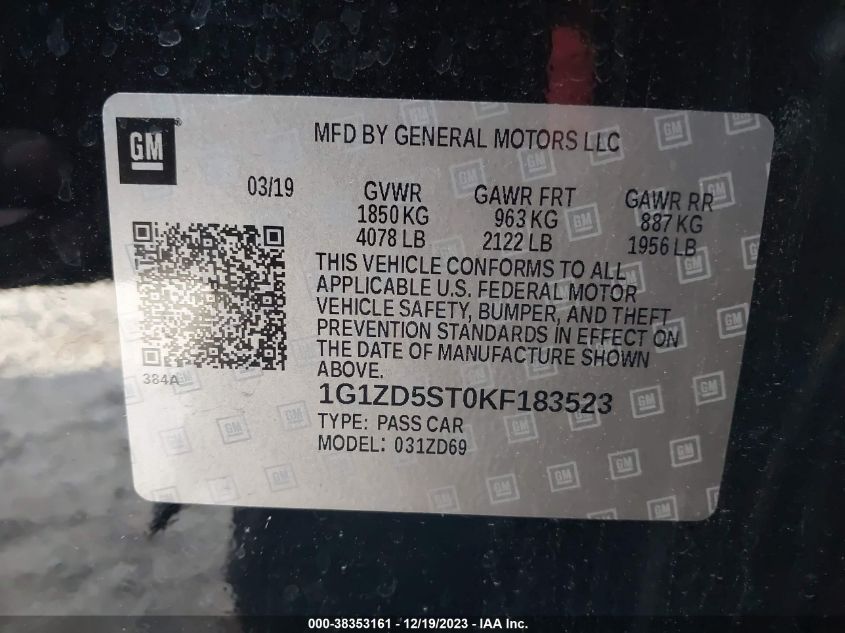 GM®
MFD BY GENERAL MOTORS LLC
03/19 GVWR GAWR FRT GAWR RR
1850 KG 963 KG 887 KG
4078 LB 2122 LB 1956 LB
THIS VEHICLE CONFORMS TO ALL
APPLICABLE U.S. FEDERAL MOTOR
VEHICLE SAFETY, BUMPER, AND THEFT
PREVENTION STANDARDS IN EFFECT ON
THE DATE OF MANUFACTURE SHOWN
ABOVE.
384A
1G1ZD5ST0KF183523
TYPE: PASS CAR
MODEL: 031ZD69
000-38353161 - 12/19/2023 - IAA Inc.